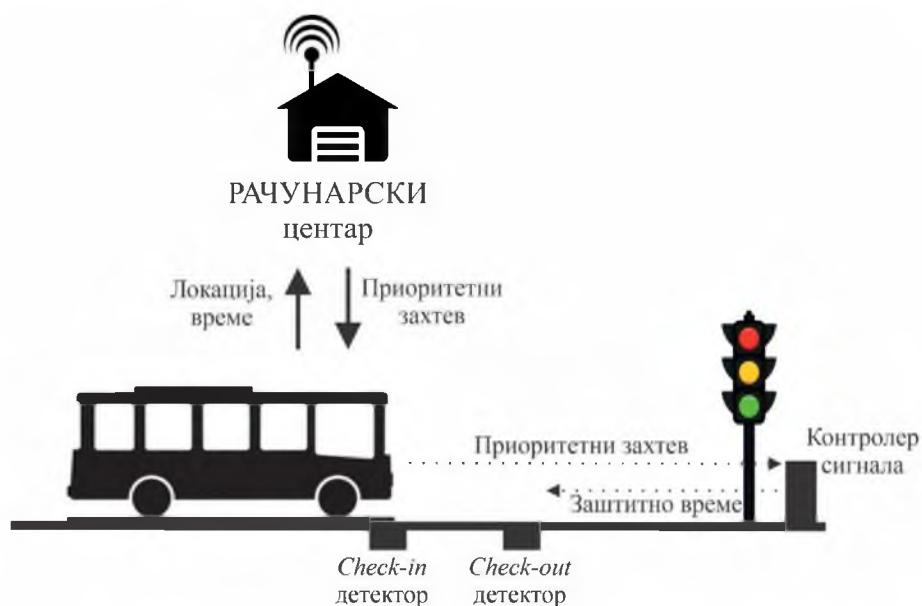 РАЧУНАРСКИ
центар
Локација,
време
Приоритетни
захтев
Приоритетни захтев
Контролер
сигнала
Заштитно време
Check-in
детектор
Check-out
детектор